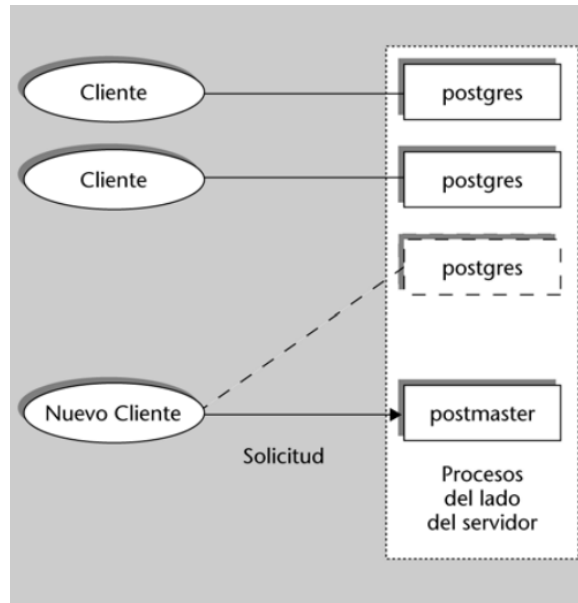 Cliente
postgres
Cliente
postgres
postgres
Nuevo Cliente
postmaster
Solicitud
Procesos
del lado
del servidor